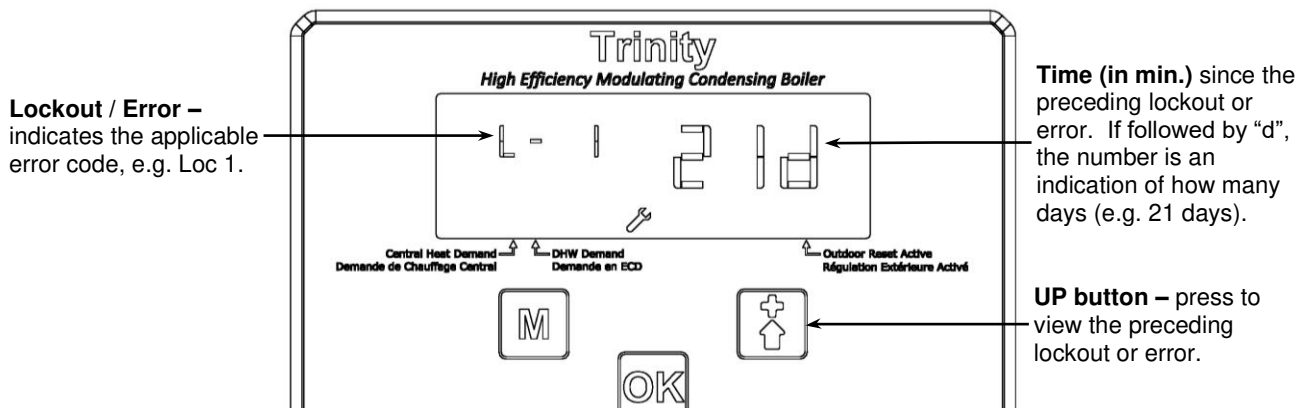 Trinity
High Efficiency Modulating Condensing Boiler
Lockout / Error –
indicates the applicable
error code, e.g. Loc 1.
L- 1 21d
Time (in min.) since the
preceding lockout or
error. If followed by “d”,
the number is an
indication of how many
days (e.g. 21 days).
Central Heat Demand
Demande de Chauffage Central
DHW Demand
Demande en ECD
Outdoor Reset Active
Régulation Extérieure Activé
M
UP button – press to
view the preceding
lockout or error.
OK